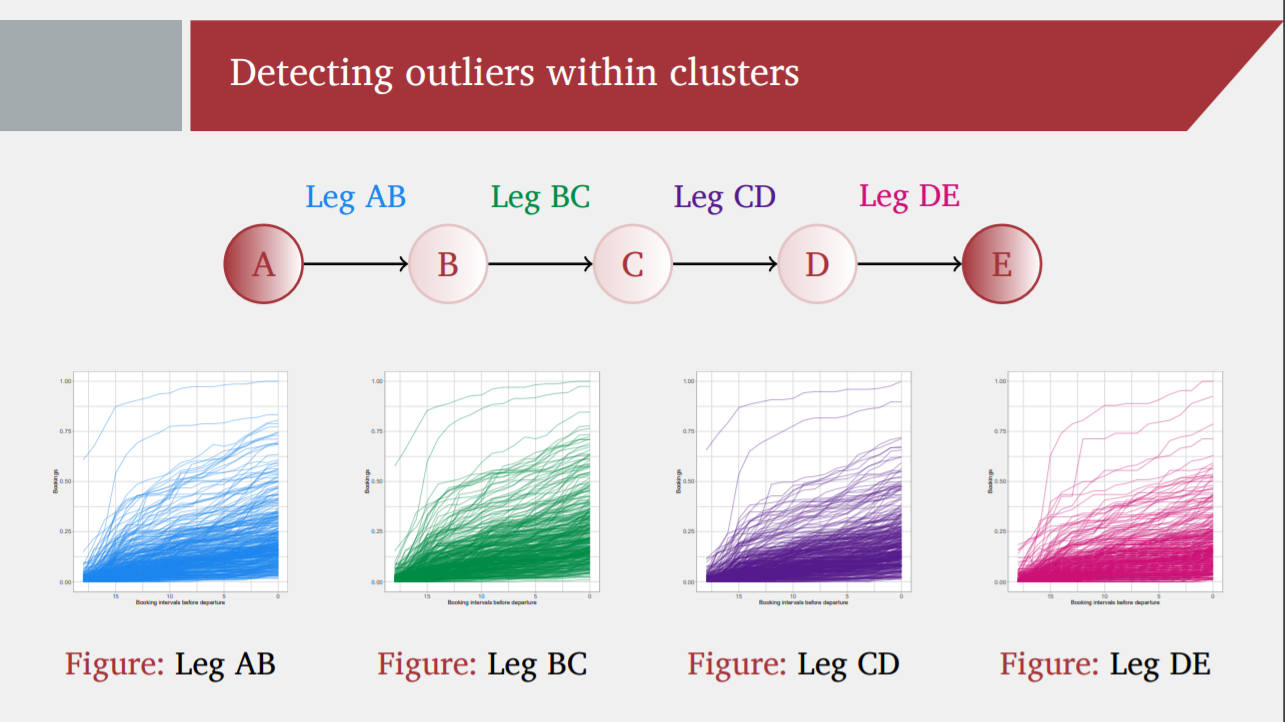 Detecting outliers within clusters
Leg AB
Leg BC
Leg CD
Leg DE
A
B
C
D
E
1.00
0.75
0.50
0.25
0.00
Bookings
15
10
5
0
Booking intervals before departure
1.00
0.75
0.50
0.25
0.00
Bookings
15
10
5
0
Booking intervals before departure
1.00
0.75
0.50
0.25
0.00
Bookings
15
10
5
0
Booking intervals before departure
1.00
0.75
0.50
0.25
0.00
Bookings
15
10
5
0
Booking intervals before departure
Figure: Leg AB
Figure: Leg BC
Figure: Leg CD
Figure: Leg DE